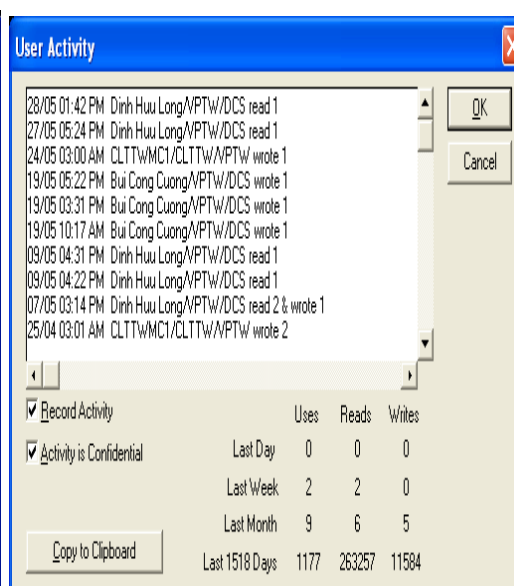 User Activity
28/05 01:42 PM Dinh Huu Long/VPTW/DCS read 1
27/05 05:24 PM Dinh Huu Long/VPTW/DCS read 1
24/05 03:00 AM CLTTWMC1/CLTTW/VPTW wrote 1
19/05 05:22 PM Bui Cong Cuong/VPTW/DCS wrote 1
19/05 03:31 PM Bui Cong Cuong/VPTW/DCS wrote 1
19/05 10:17 AM Bui Cong Cuong/VPTW/DCS wrote 1
09/05 04:31 PM Dinh Huu Long/VPTW/DCS read 1
09/05 04:22 PM Dinh Huu Long/VPTW/DCS read 1
07/05 03:14 PM Dinh Huu Long/VPTW/DCS read 2 & wrote 1
25/04 03:01 AM CLTTWMC1/CLTTW/VPTW wrote 2
OK
Cancel
Record Activity
Activity is Confidential
Uses Reads Writes
Last Day 0 0 0
Last Week 2 2 0
Last Month 9 6 5
Last 1518 Days 1177 263257 11584
Copy to Clipboard